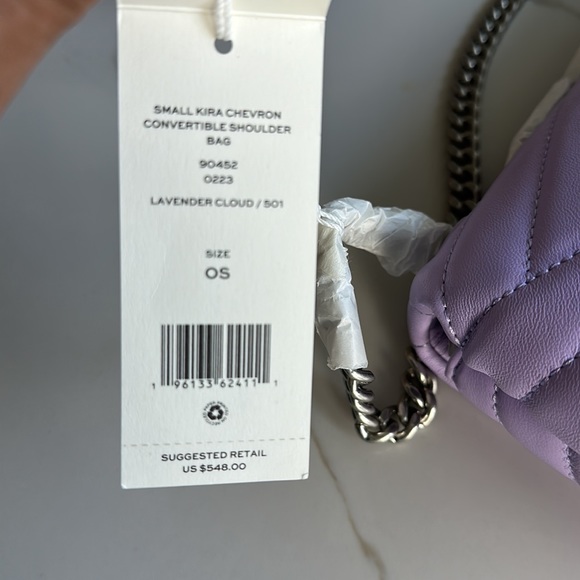 SMALL KIRA CHEVRON
CONVERTIBLE SHOULDER
BAG
90452
0223
LAVENDER CLOUD / 501
SIZE
OS
1 96133 62411 1
SUGGESTED RETAIL
US $548.00